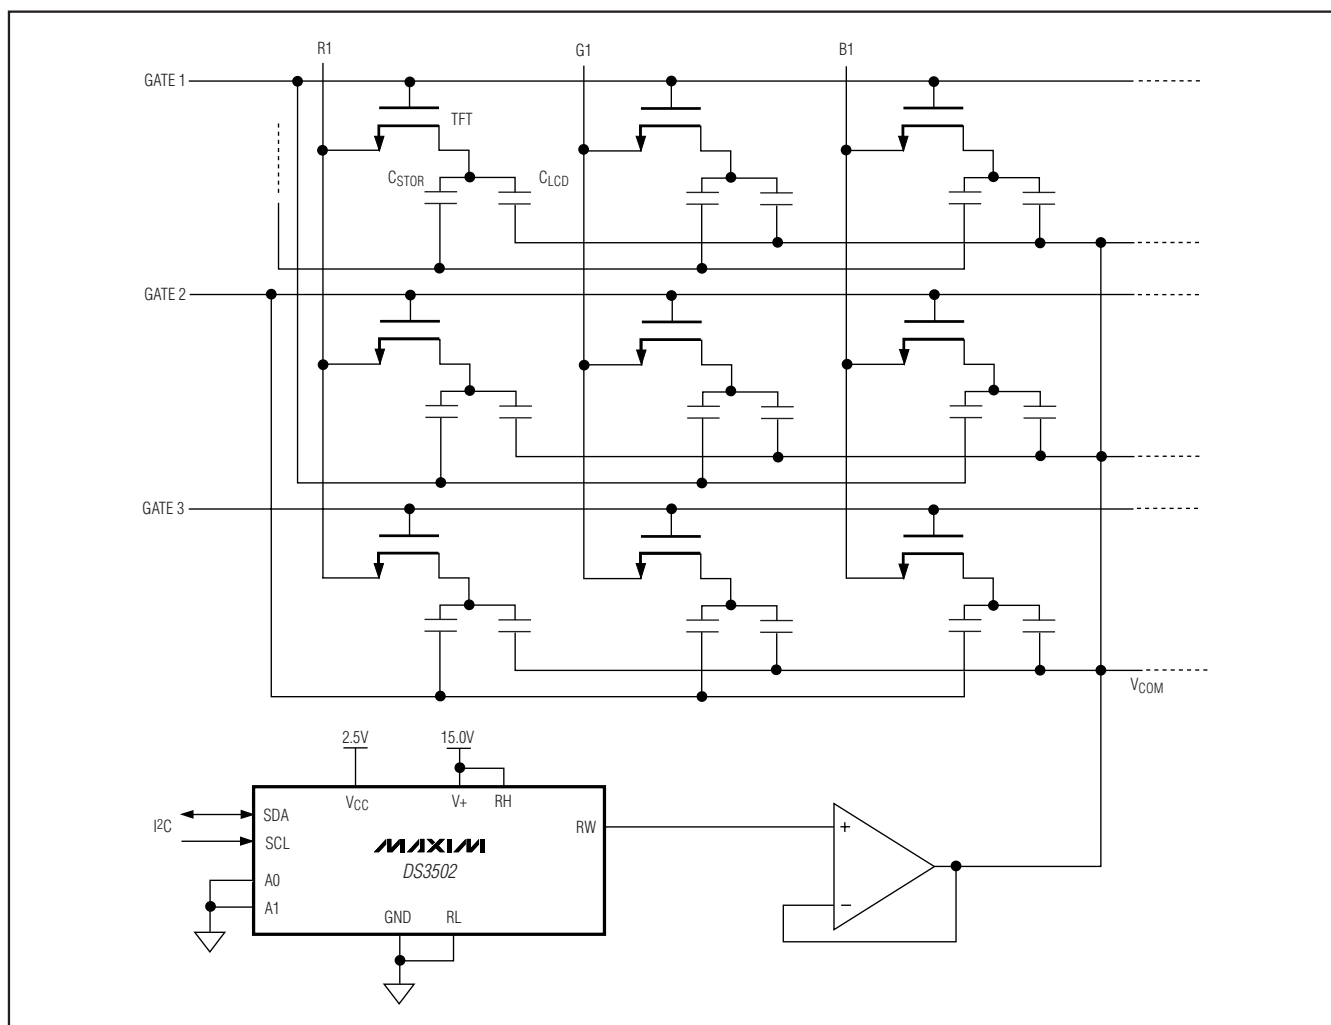 R1 G1 B1
GATE 1
TFT
CSTOR CLCD
GATE 2
GATE 3
VCOM
2.5V 15.0V
VCC V+ RH
I2C
SDA
SCL
RW
MAXIM
DS3502
A0
A1
GND RL
+
−